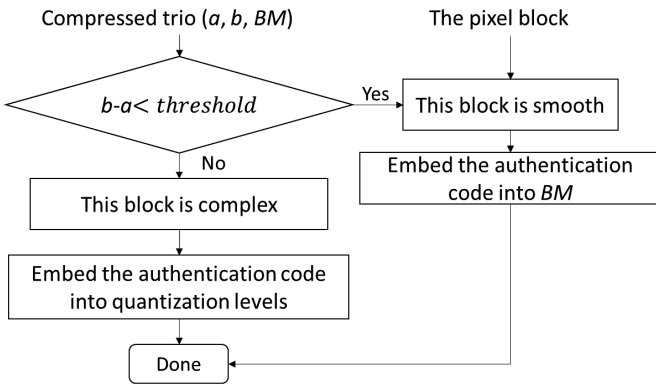 Compressed trio (a, b, BM)
The pixel block
b-a< threshold
Yes
This block is smooth
No
Embed the authentication
code into BM
This block is complex
Embed the authentication code
into quantization levels
Done